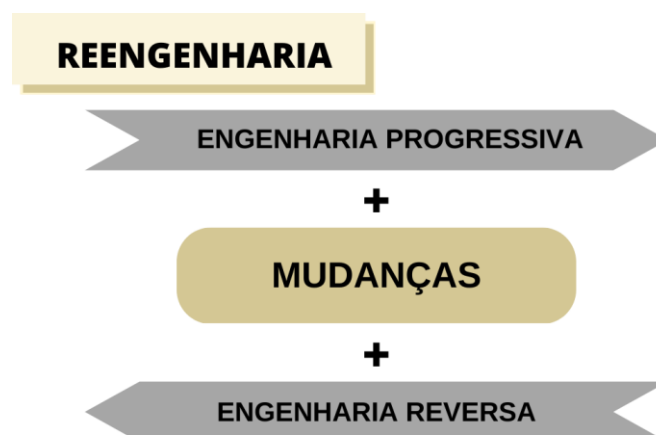 REENGENHARIA
ENGENHARIA PROGRESSIVA
+
MUDANÇAS
+
ENGENHARIA REVERSA